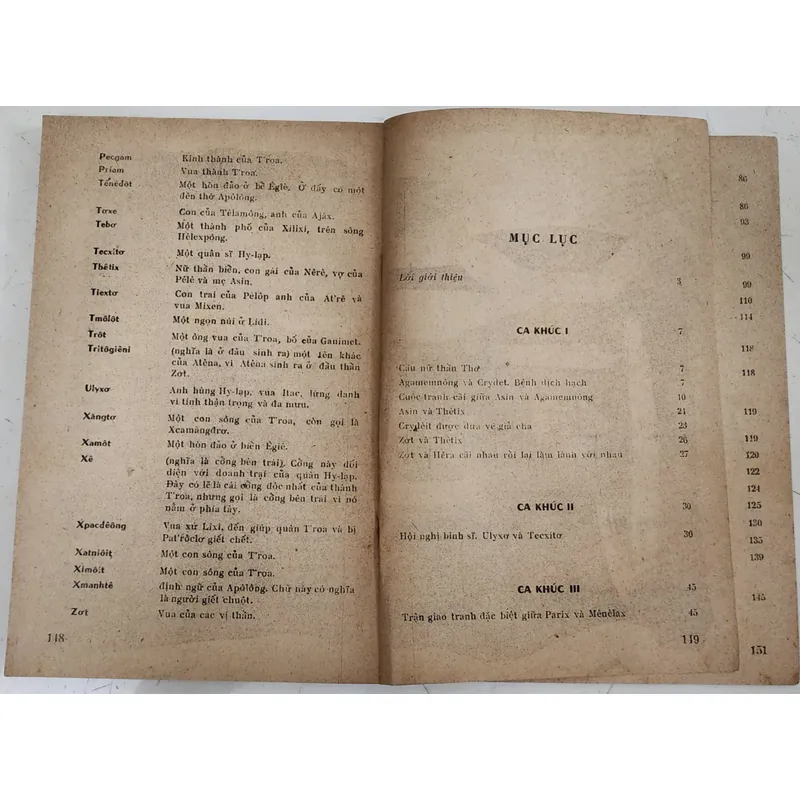 Pecgam Kinh thành của T'roa.
Priam Vua thành T'roa.
Tênêđôt Một hòn đảo ở bể Êgiê. Ở đấy có một
đền thờ Apôlông.
Tơxe Con của Têlamông, anh của Ajax.
Tebơ Một thành phố của Xilixi, trên sông
Hêlexpông.
Tecxitơ Một quân sĩ Hy-lạp.
Thêtix Nữ thần biển, con gái của Nêrê, vợ của
Pêlê và mẹ Asin.
Tiextơ Con trai của Pêlôp anh của At'rê và
vua Mixen.
Tmôlôt Một ngọn núi ở Liđi.
Trôt Một ông vua của T'roa, bố của Ganimet.
Tritôgiêni (nghĩa là ở đầu sinh ra) một tên khác
của Atêna, vì Atêna sinh ra ở đầu thần
Zơt.
Ulyxơ Anh hùng Hy-lạp, vua Itac, lừng danh
vì tính thận trọng và đa mưu.
Xàngtơ Một con sông của T'roa, còn gọi là
Xcamàngđrơ.
Xamôt Một hòn đảo ở biển Êgiê.
Xê (nghĩa là cổng bên trái). Cổng này đối
diện với doanh trại của quân Hy-lạp.
Đây có lẽ là cái cổng độc nhất của thành
T'roa, nhưng gọi là cổng bên trái vì nó
nằm ở phía tây.
Xpacđêông Vua xứ Lixi, đến giúp quân T'roa và bị
Pat'rôclơ giết chết.
Xatniôit Một con sông của T'roa.
Ximôit Một con sông của T'roa.
Xmanhtê định ngữ của Apôlông. Chữ này có nghĩa
là người giết chuột.
Zơt Vua của các vị thần.
148
MỤC LỤC
Lời giới thiệu 3
CA KHÚC I 7
Cầu nữ thần Thơ 7
Agamemnông và Crydet. Bệnh dịch hạch 7
Cuộc tranh cãi giữa Asin và Agamemnông 10
Asin và Thêtix 21
Crydêit được đưa về giả cha 23
Zơt và Thêtix 26
Zơt và Hêra cãi nhau rồi lại làm lành với nhau 27
CA KHÚC II 30
Hội nghị binh sĩ. Ulyxơ và Tecxitơ 30
CA KHÚC III 45
Trận giao tranh đặc biệt giữa Parix và Mênêlax 45
149
86
86
93
99
99
110
114
118
118
119
119
120
122
124
125
130
135
139
145
151